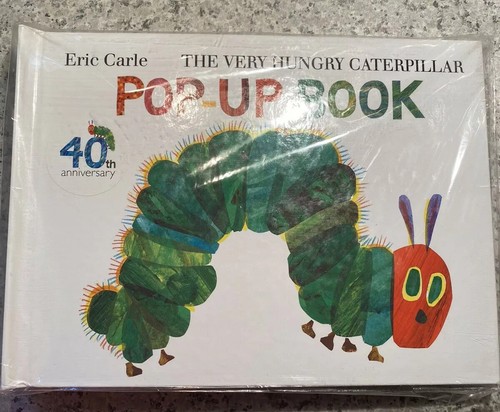 Eric Carle THE VERY HUNGRY CATERPILLAR
POP-UP BOOK
40th
anniversary